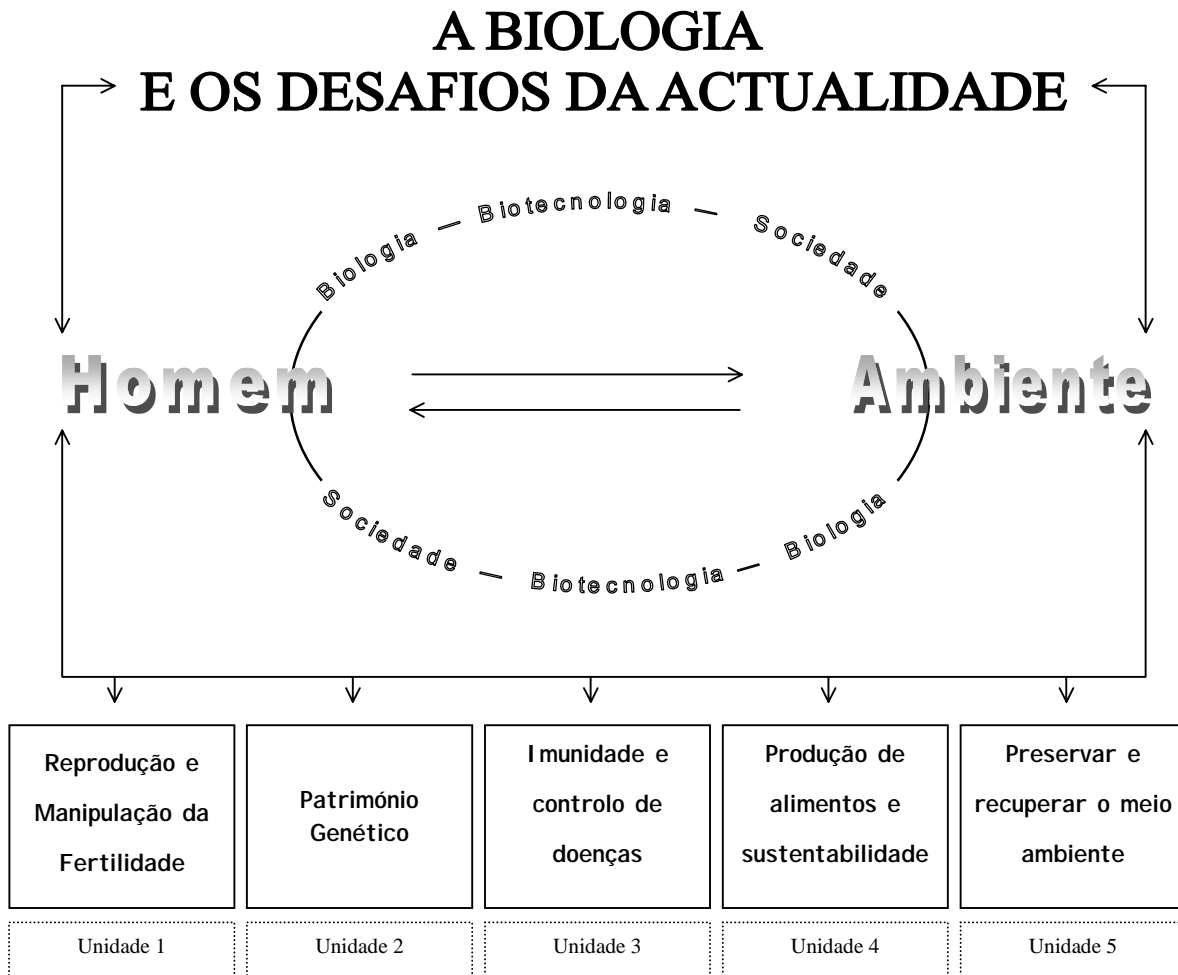 A BIOLOGIA
E OS DESAFIOS DA ACTUALIDADE
Biologia — Biotecnologia — Sociedade
Homem
Ambiente
Sociedade — Biotecnologia — Biologia
Reprodução e
Manipulação da
Fertilidade
Património
Genético
Imunidade e
controlo de
doenças
Produção de
alimentos e
sustentabilidade
Preservar e
recuperar o meio
ambiente
Unidade 1
Unidade 2
Unidade 3
Unidade 4
Unidade 5